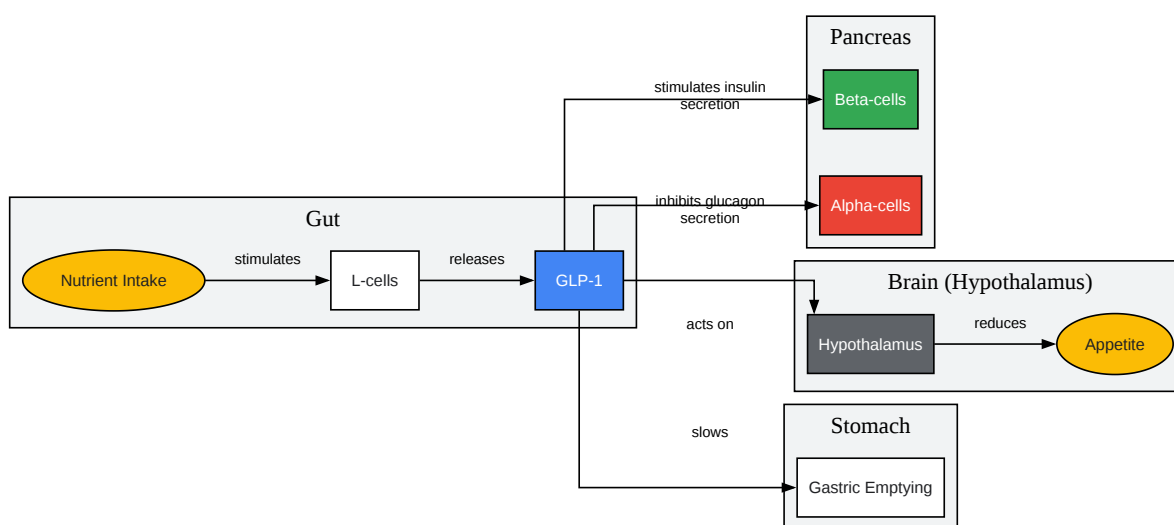 Pancreas
stimulates insulin
secretion
Beta-cells
inhibits glucagon
secretion
Alpha-cells
Gut
Nutrient Intake
stimulates
L-cells
releases
GLP-1
Brain (Hypothalamus)
acts on
Hypothalamus
reduces
Appetite
slows
Stomach
Gastric Emptying